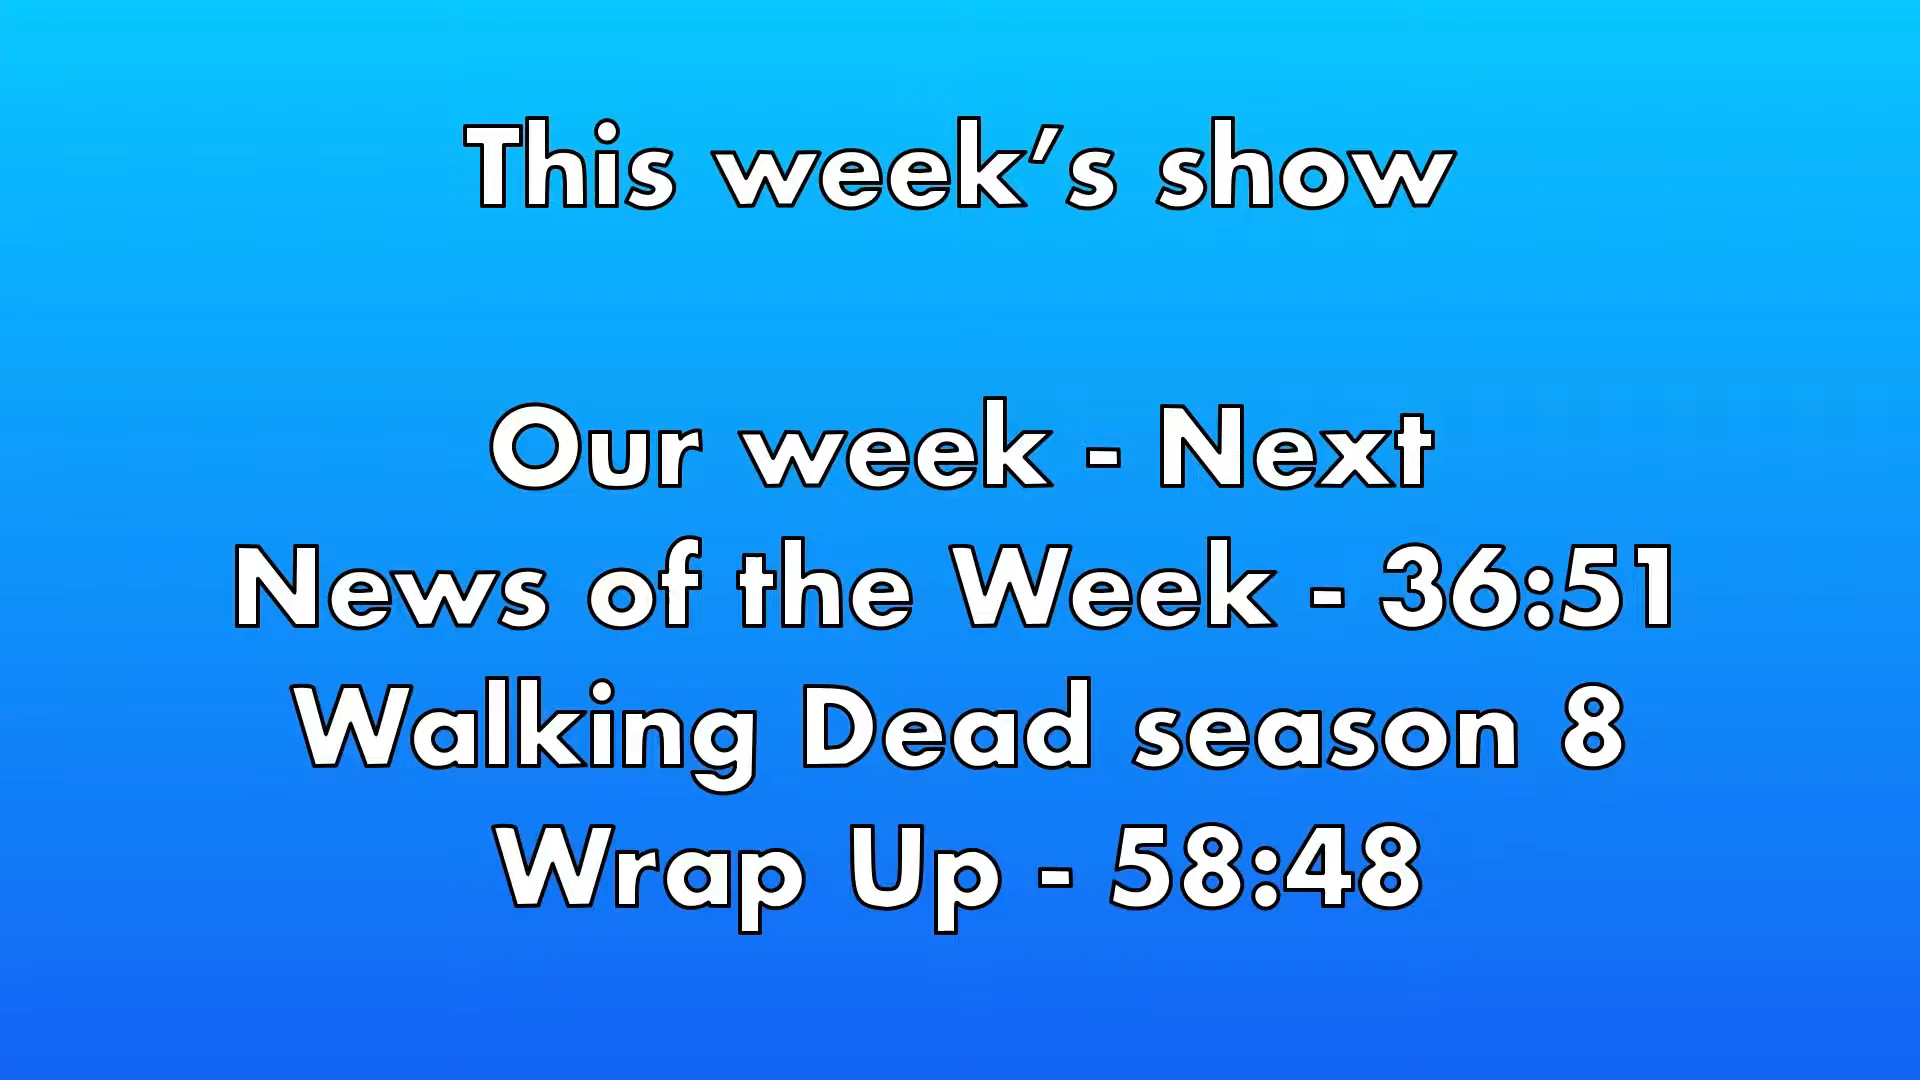 This week’s show
Our week - Next
News of the Week - 36:51
Walking Dead season 8
Wrap Up - 58:48